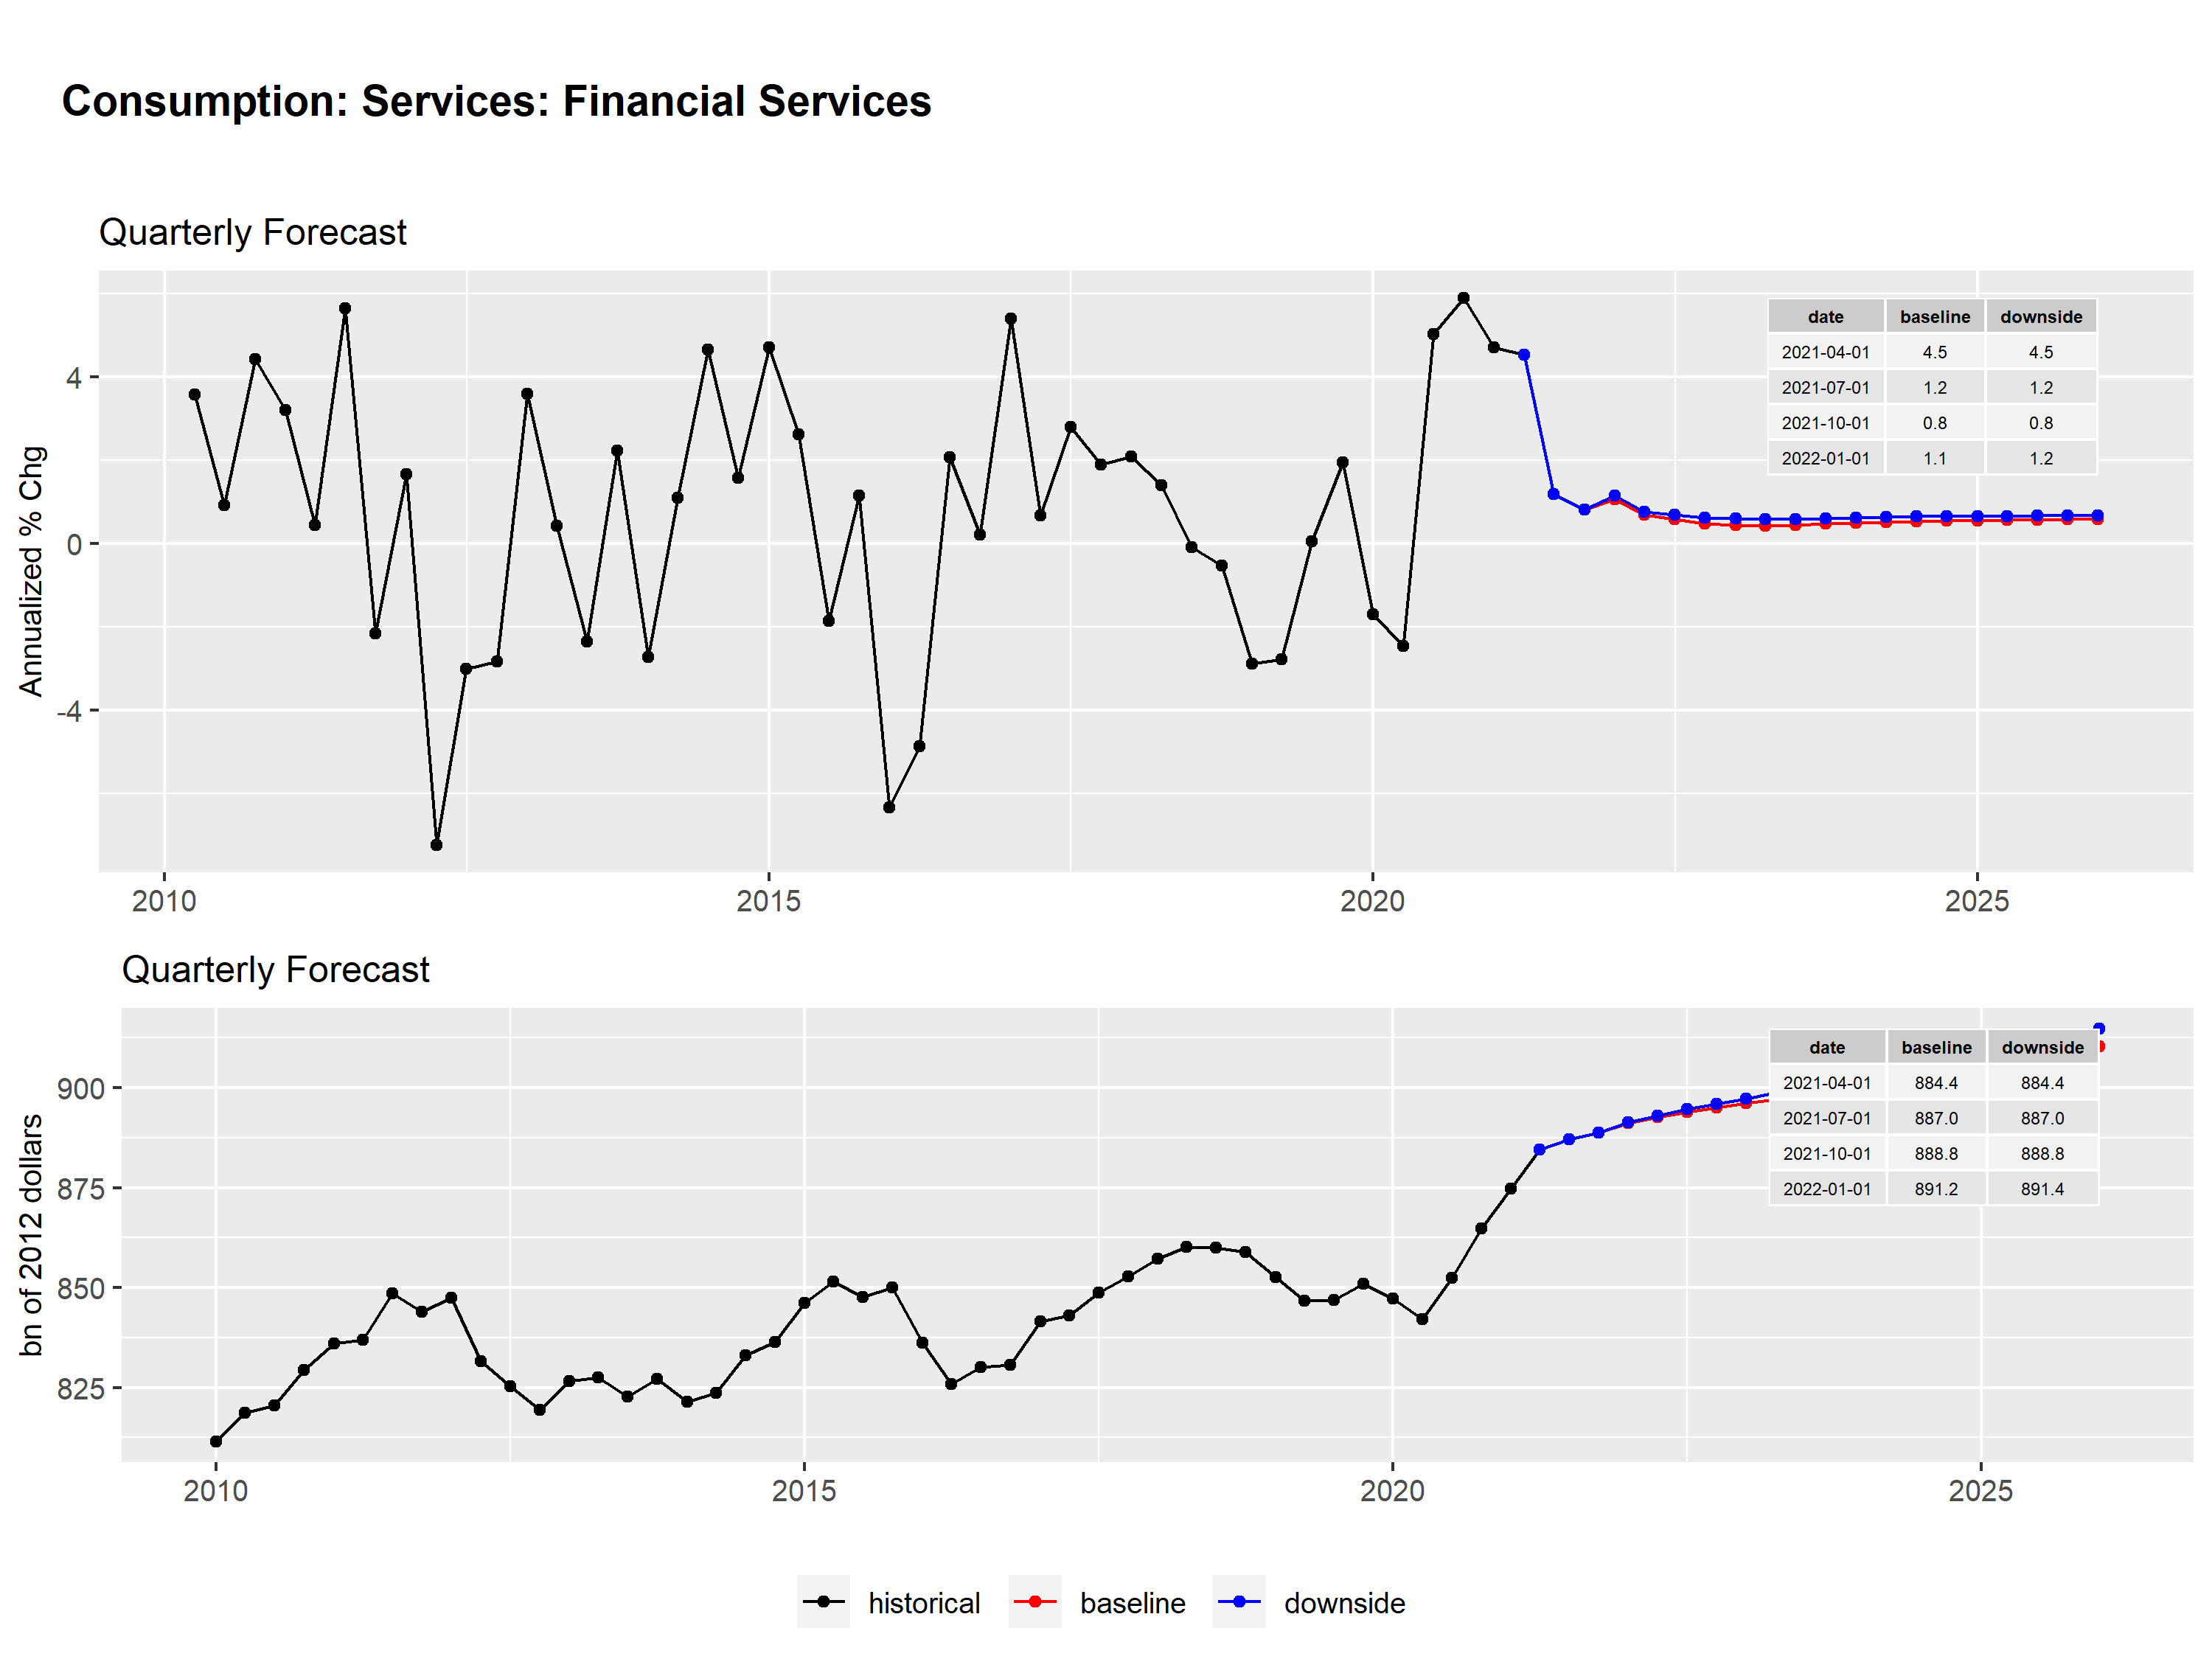 Consumption: Services: Financial Services
Quarterly Forecast
Annualized % Chg
4
0
-4
date baseline downside
2021-04-01 4.5 4.5
2021-07-01 1.2 1.2
2021-10-01 0.8 0.8
2022-01-01 1.1 1.2
2010 2015 2020 2025
Quarterly Forecast
bn of 2012 dollars
900
875
850
825
date baseline downside
2021-04-01 884.4 884.4
2021-07-01 887.0 887.0
2021-10-01 888.8 888.8
2022-01-01 891.2 891.4
2010 2015 2020 2025
historical baseline downside